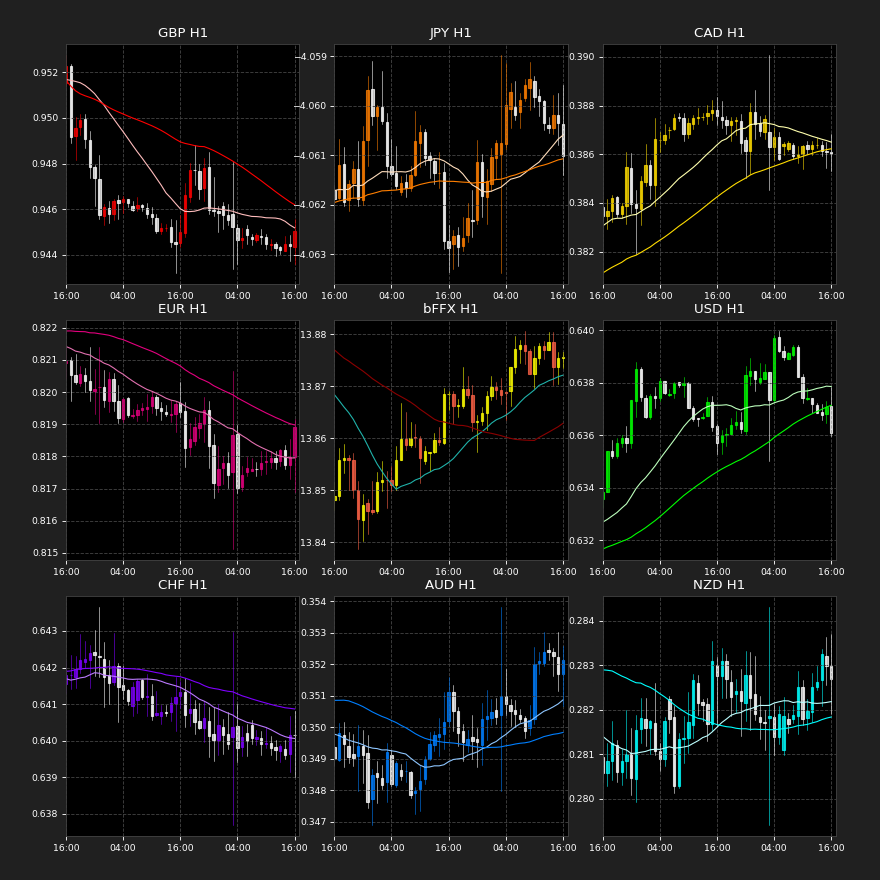 GBP H1
0.952
0.950
0.948
0.946
0.944
16:00 04:00 16:00 04:00 16:00
JPY H1
−4.059
−4.060
−4.061
−4.062
−4.063
16:00 04:00 16:00 04:00 16:00
CAD H1
0.390
0.388
0.386
0.384
0.382
16:00 04:00 16:00 04:00 16:00
EUR H1
0.822
0.821
0.820
0.819
0.818
0.817
0.816
0.815
16:00 04:00 16:00 04:00 16:00
bFFX H1
13.88
13.87
13.86
13.85
13.84
16:00 04:00 16:00 04:00 16:00
USD H1
0.640
0.638
0.636
0.634
0.632
16:00 04:00 16:00 04:00 16:00
CHF H1
0.643
0.642
0.641
0.640
0.639
0.638
16:00 04:00 16:00 04:00 16:00
AUD H1
0.354
0.353
0.352
0.351
0.350
0.349
0.348
0.347
16:00 04:00 16:00 04:00 16:00
NZD H1
0.284
0.283
0.282
0.281
0.280
16:00 04:00 16:00 04:00 16:00